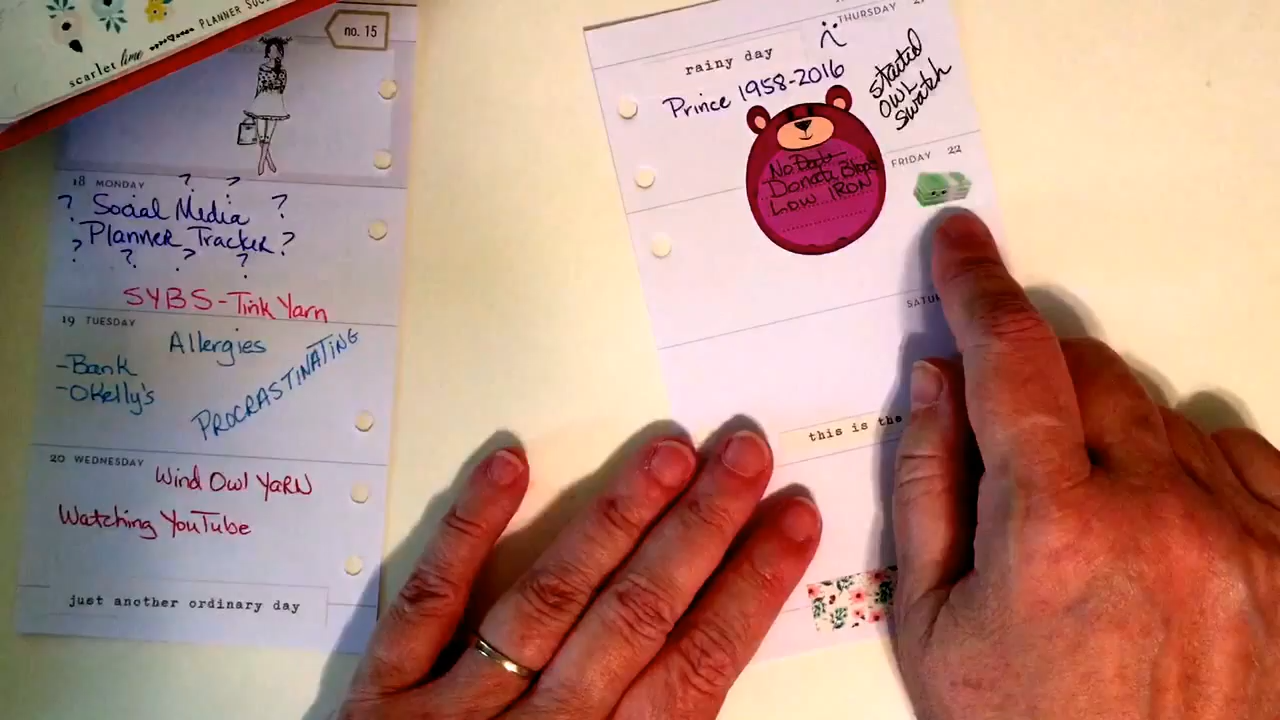 scarlet lime
PLANNER
no. 15
18 MONDAY
? ?
? Social Media ?
? Planner Tracker ?
? ? ?
SYBS-Tink Yarn
19 TUESDAY
Allergies
-Bank
-OKelly's
PROCRASTINATING
20 WEDNESDAY
Wind Owl YARN
Watching YouTube
just another ordinary day
THURSDAY
rainy day
Prince 1958-2016
Started
OWL
Swatch
Donate Blood
Low IRON
FRIDAY 22
this is the